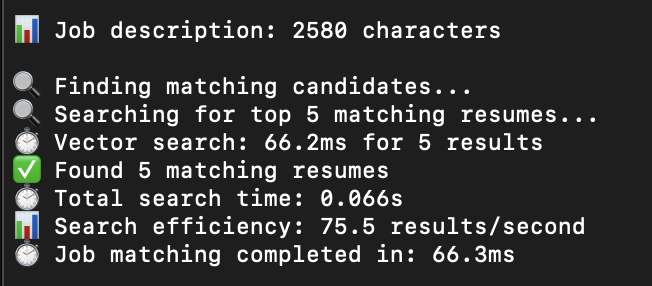 📊 Job description: 2580 characters
🔍 Finding matching candidates...
🔍 Searching for top 5 matching resumes...
⏱️ Vector search: 66.2ms for 5 results
✅ Found 5 matching resumes
⏱️ Total search time: 0.066s
📊 Search efficiency: 75.5 results/second
⏱️ Job matching completed in: 66.3ms